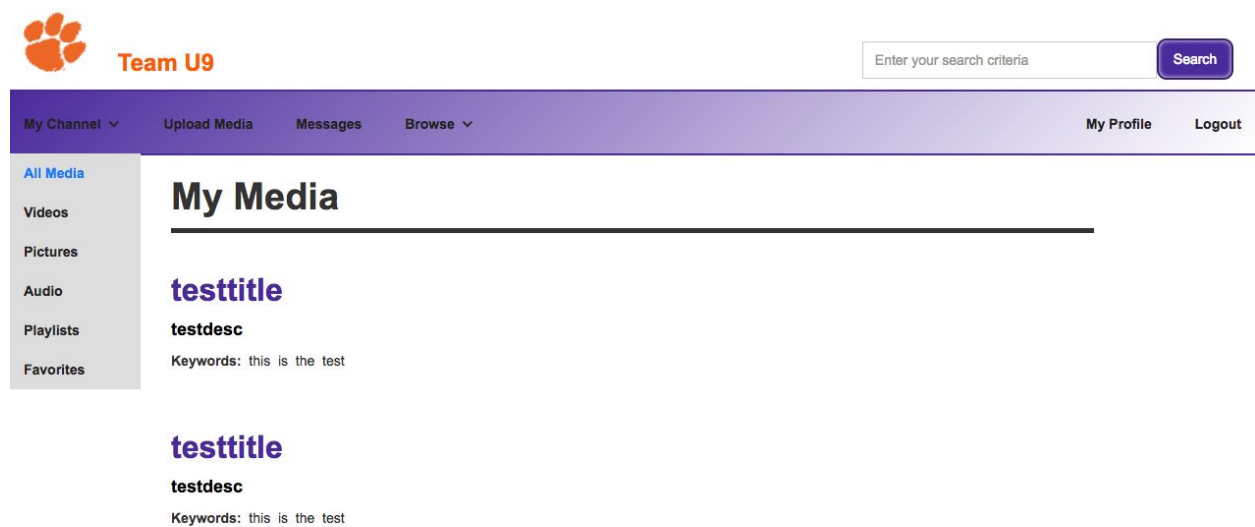 Team U9
Enter your search criteria Search
My Channel Upload Media Messages Browse My Profile Logout
All Media
Videos
Pictures
Audio
Playlists
Favorites
My Media
testtitle
testdesc
Keywords: this is the test
testtitle
testdesc
Keywords: this is the test